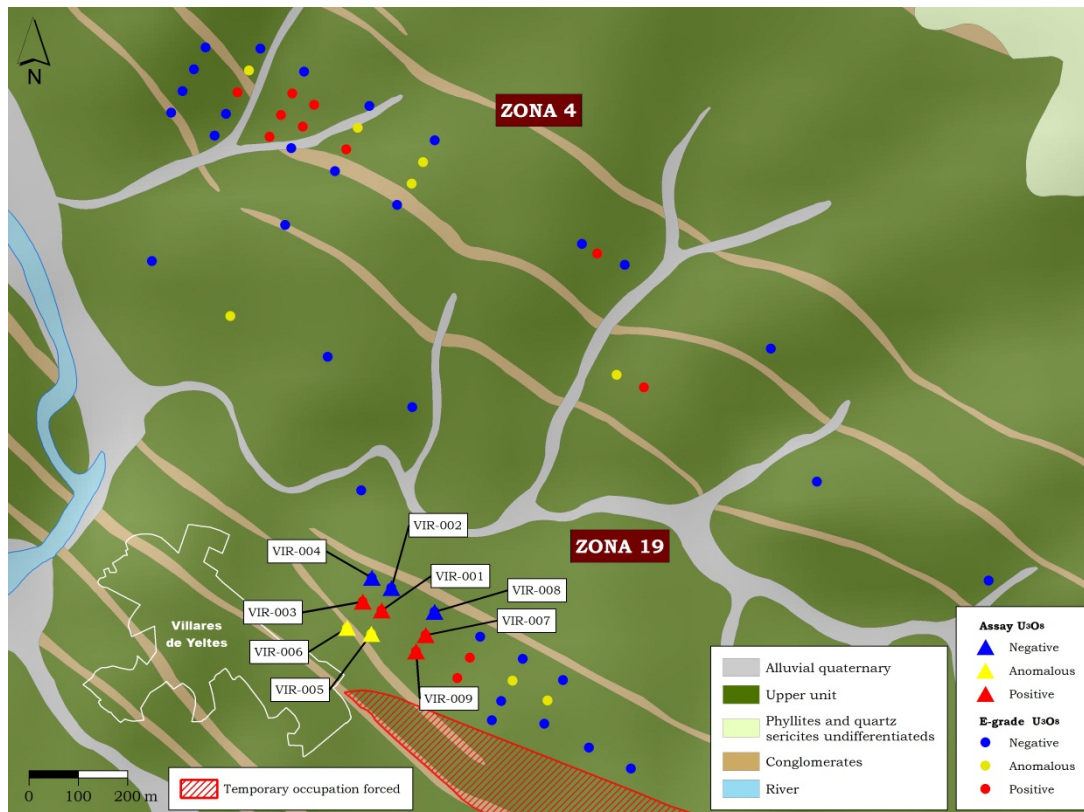 N
ZONA 4
ZONA 19
VIR-002
VIR-004
VIR-001
VIR-008
VIR-003
VIR-007
Villares
de Yeltes
VIR-006
VIR-005
VIR-009
0 100 200 m
Temporary occupation forced
Alluvial quaternary
Upper unit
Phyllites and quartz
sericites undifferentiateds
Conglomerates
River
Assay U3O8
Negative
Anomalous
Positive
E-grade U3O8
Negative
Anomalous
Positive